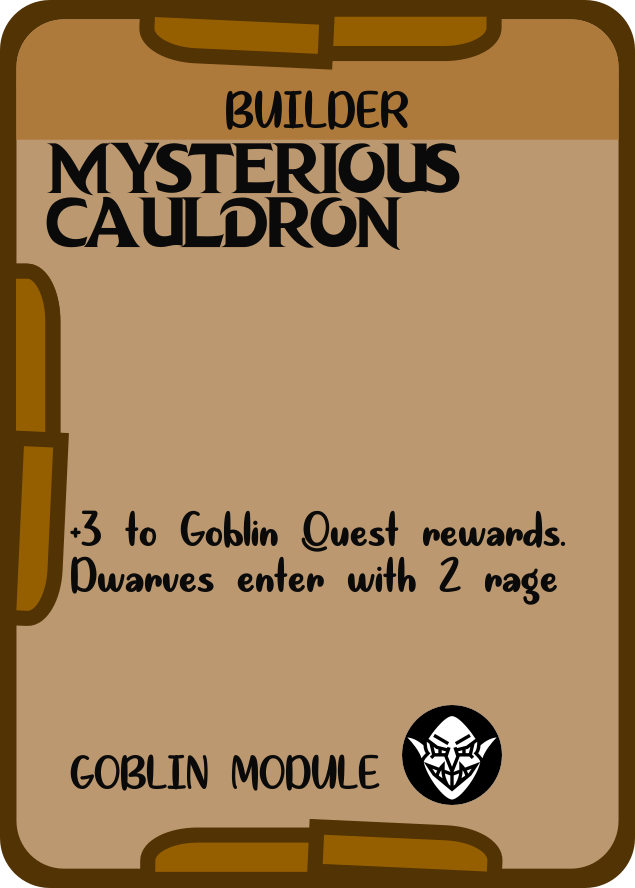 BUILDER
MYSTERIOUS
CAULDRON
+3 to Goblin Quest rewards.
Dwarves enter with 2 rage
GOBLIN MODULE